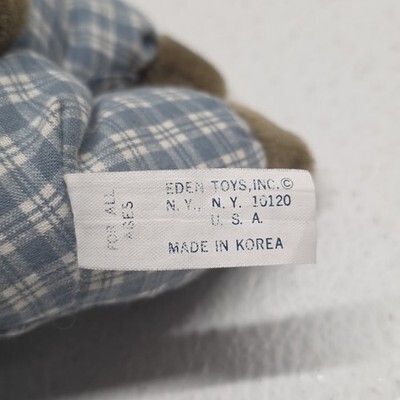 FOR ALL
AGES
EDEN TOYS, INC. ©
N. Y., N. Y. 10120
U. S. A.
MADE IN KOREA